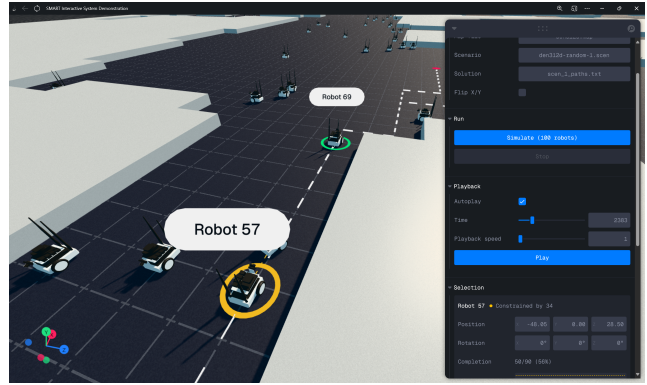 SMART Interactive System Demonstration
Robot 69
Robot 57
Scenario
den312d-random-1.scen
Solution
scen_1_paths.txt
Flip X/Y
Run
Simulate (100 robots)
Stop
Playback
Autoplay
Time
2383
Playback speed
1
Play
Selection
Robot 57 Constrained by 34
Position
-46.05
0.00
28.50
Rotation
0°
0°
0°
Completion
50/90 (56%)